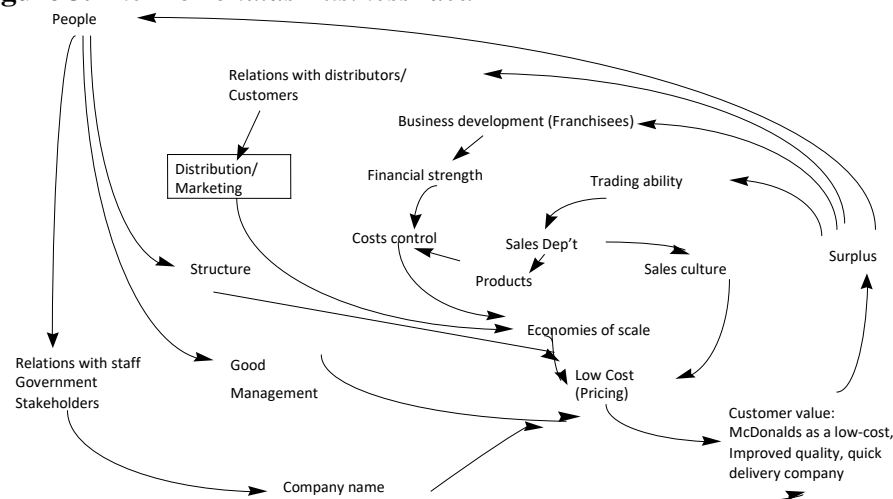 People
Relations with distributors/
Customers
Business development (Franchisees)
Distribution/
Marketing
Financial strength
Trading ability
Costs control
Sales Dep't
Surplus
Structure
Products
Sales culture
Economies of scale
Relations with staff
Government
Stakeholders
Good
Management
Low Cost
(Pricing)
Customer value:
McDonalds as a low-cost,
Improved quality, quick
delivery company
Company name